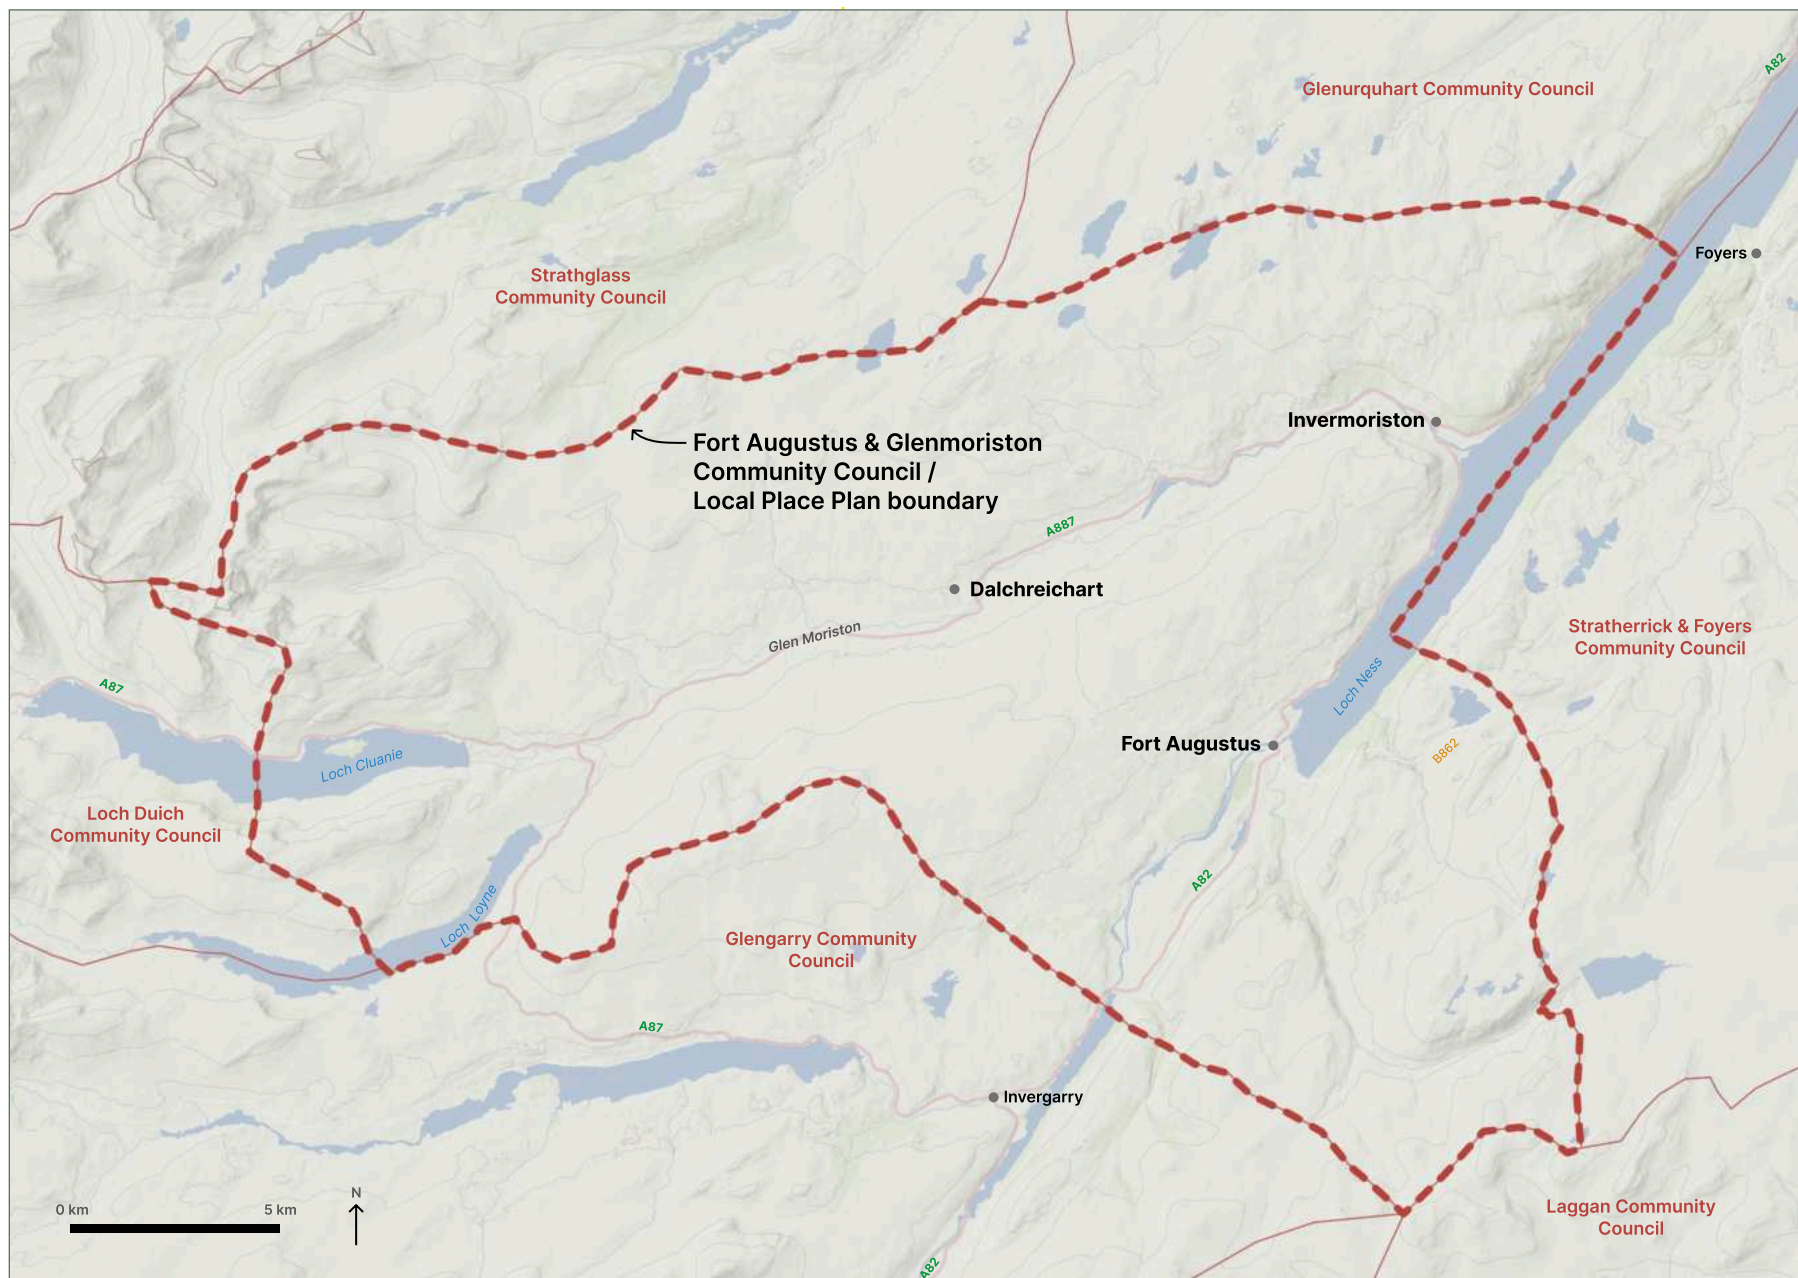 A82
Glenurquhart Community Council
Foyers
Strathglass
Community Council
Invermoriston
Fort Augustus & Glenmoriston
Community Council /
Local Place Plan boundary
A887
Dalchreichart
Glen Moriston
Stratherrick & Foyers
Community Council
Loch Ness
A87
Fort Augustus
B862
Loch Cluanie
Loch Duich
Community Council
A82
Loch Loyne
Glengarry Community
Council
A87
Invergarry
0 km
5 km
N
Laggan Community
Council
A82